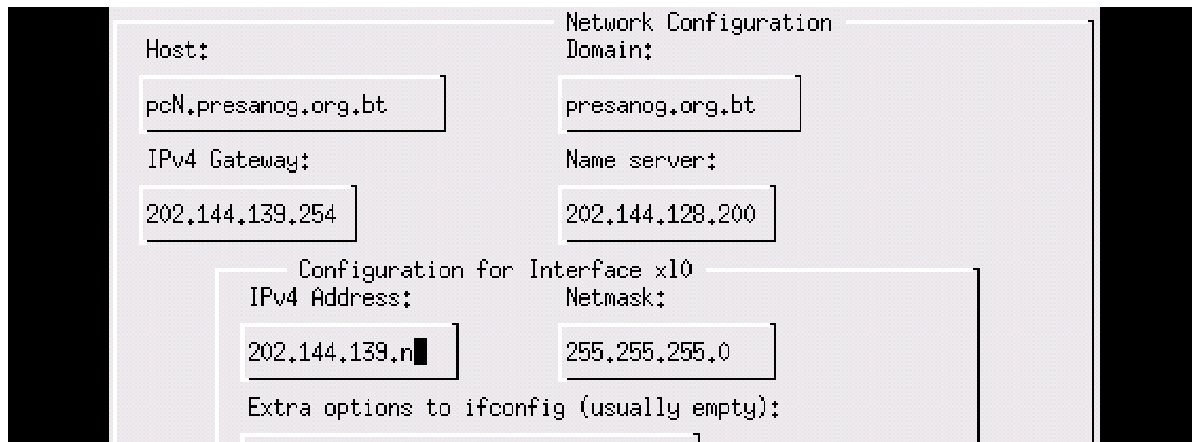 Network Configuration
Host: Domain:
pcN.presanog.org.bt presanog.org.bt
IPv4 Gateway: Name server:
202.144.139.254 202.144.128.200
Configuration for Interface xl0
IPv4 Address: Netmask:
202.144.139.n 255.255.255.0
Extra options to ifconfig (usually empty):